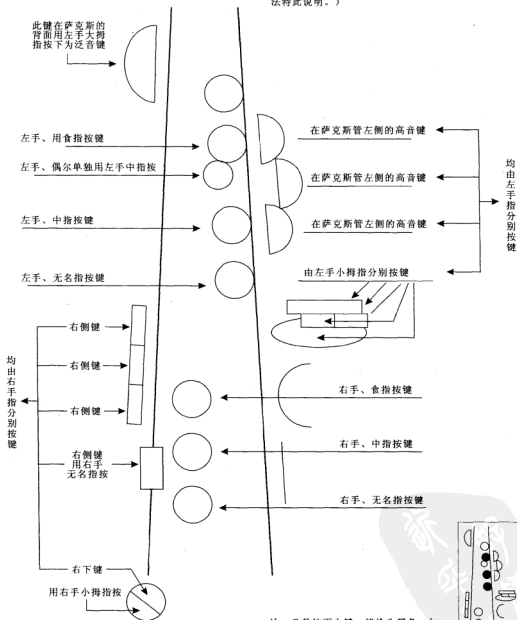 法特此说明。）
此键在萨克斯的
背面用左手大拇
指按下为泛音键
左手、用食指按键
左手、偶尔单独用左手中指按
左手、中指按键
左手、无名指按键
在萨克斯管左侧的高音键
在萨克斯管左侧的高音键
在萨克斯管左侧的高音键
由左手小拇指分别按键
均由左手指分别按键
均由右手指分别按键
右侧键
右侧键
右侧键
右侧键
用右手
无名指按
右手、食指按键
右手、中指按键
右手、无名指按键
右下键
用右手小拇指按